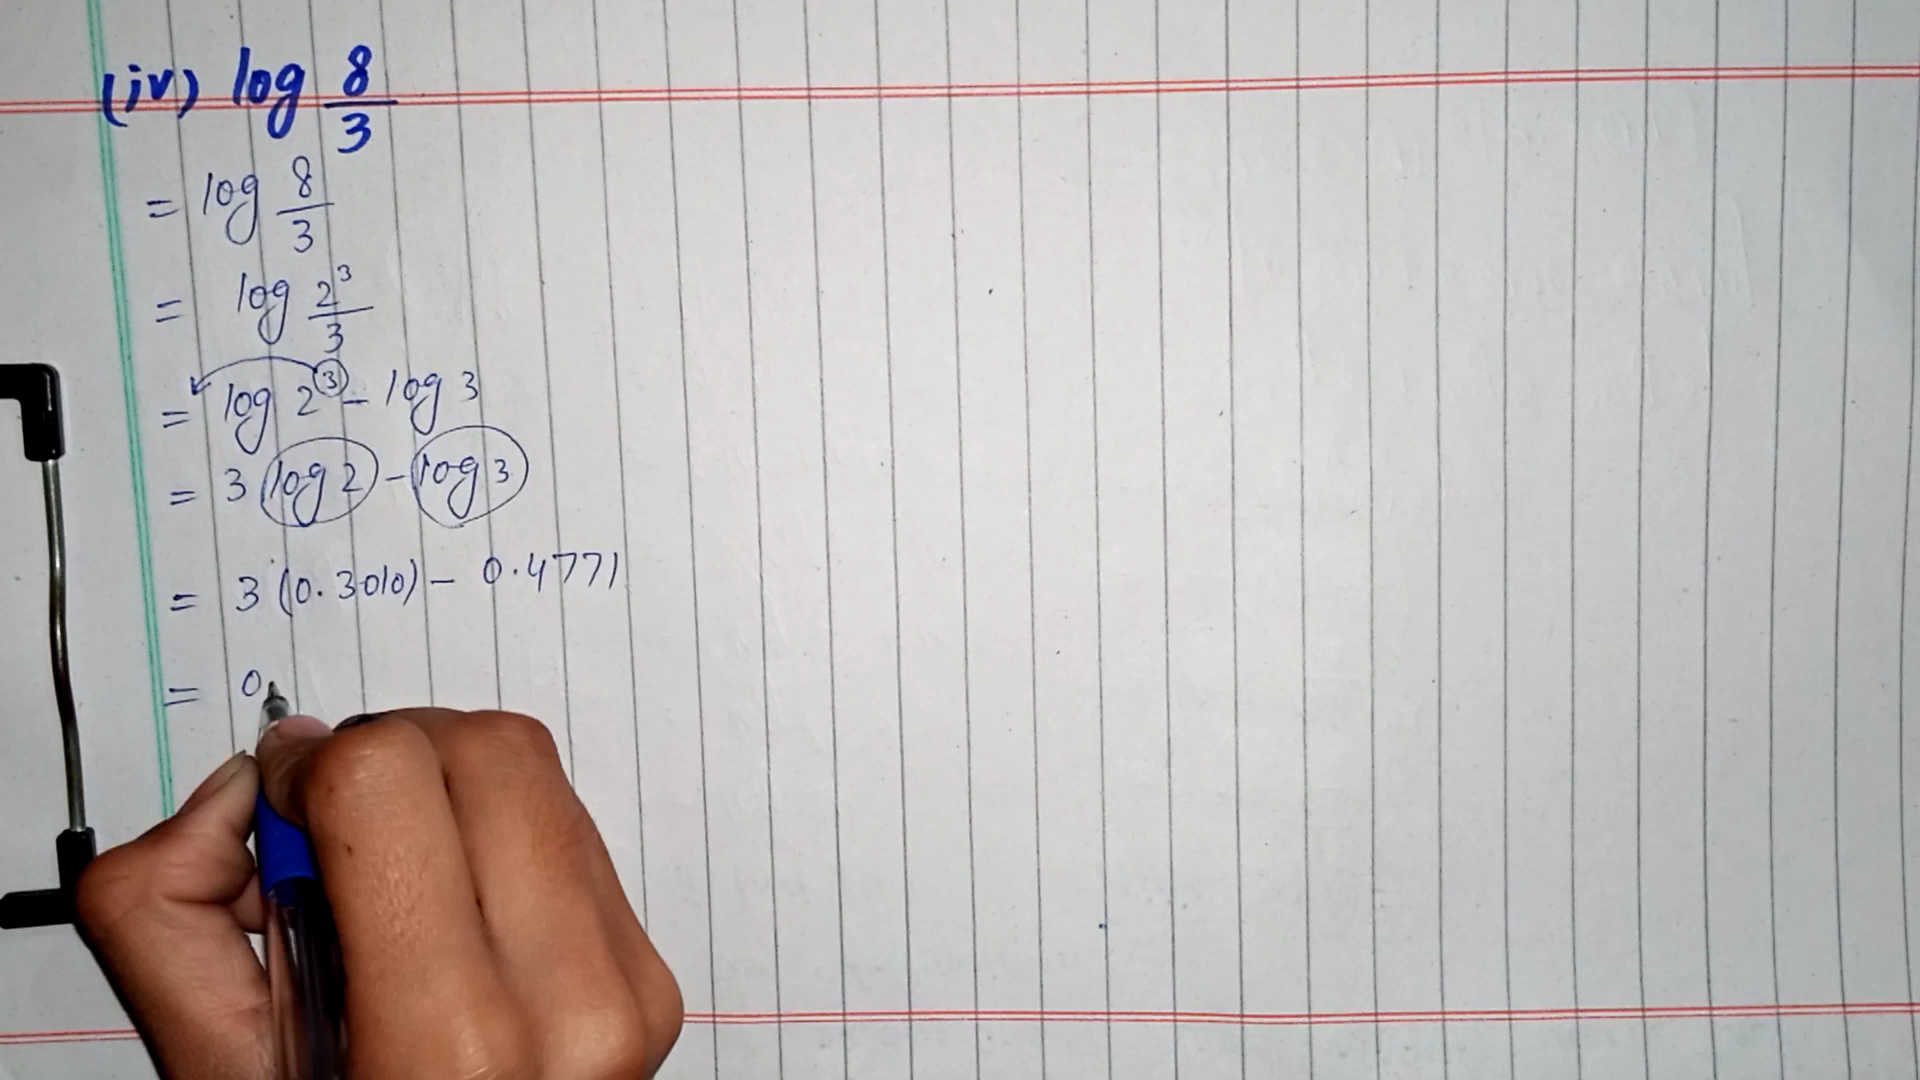 (iv) log 8/3
= log 8/3
= log 2³/3
= log 2³ - log 3
= 3 log 2 - log 3
= 3 (0.3010) - 0.4771
= 0.